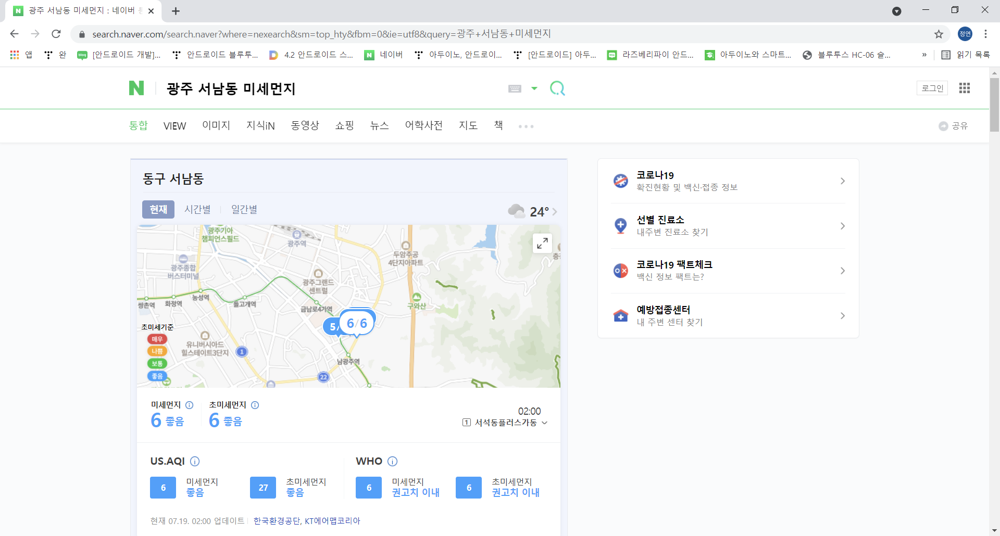 광주 서남동 미세먼지 : 네이버
search.naver.com/search.naver?where=nexearch&sm=top_hty&fbm=0&ie=utf8&query=광주+서남동+미세먼지
정연
앱
완
[안드로이드 개발]...
안드로이드 블루투...
4.2 안드로이드 스...
네이버
아두이노, 안드로이...
[안드로이드] 아두...
라즈베리파이 안드...
아두이노와 스마트...
블루투스 HC-06 슬...
»
읽기 목록
N
광주 서남동 미세먼지
로그인
통합
VIEW
이미지
지식iN
동영상
쇼핑
뉴스
어학사전
지도
책
공유
동구 서남동
현재
시간별
일간별
24°
광주기아
챔피언스필드
광주역
두암주공
4단지아파트
충
광주종합
버스터미널
광주그랜드
센트럴
구와산
쌍촌역
화정역
농성역
돌고개역
금남로4가역
5/
6/6
초미세기준
매우
나쁨
보통
좋음
유니버시아드
힐스테이트3단지
1
남광주역
22
미세먼지
6 좋음
초미세먼지
6 좋음
02:00
1 서석동플러스가동
US.AQI
6
미세먼지
좋음
27
초미세먼지
좋음
WHO
6
미세먼지
권고치 이내
6
초미세먼지
권고치 이내
현재 07.19. 02:00 업데이트
한국환경공단, KT에어맵코리아
코로나19
확진현황 및 백신·접종 정보
선별 진료소
내주변 진료소 찾기
코로나19 팩트체크
백신 정보 팩트는?
예방접종센터
내 주변 센터 찾기